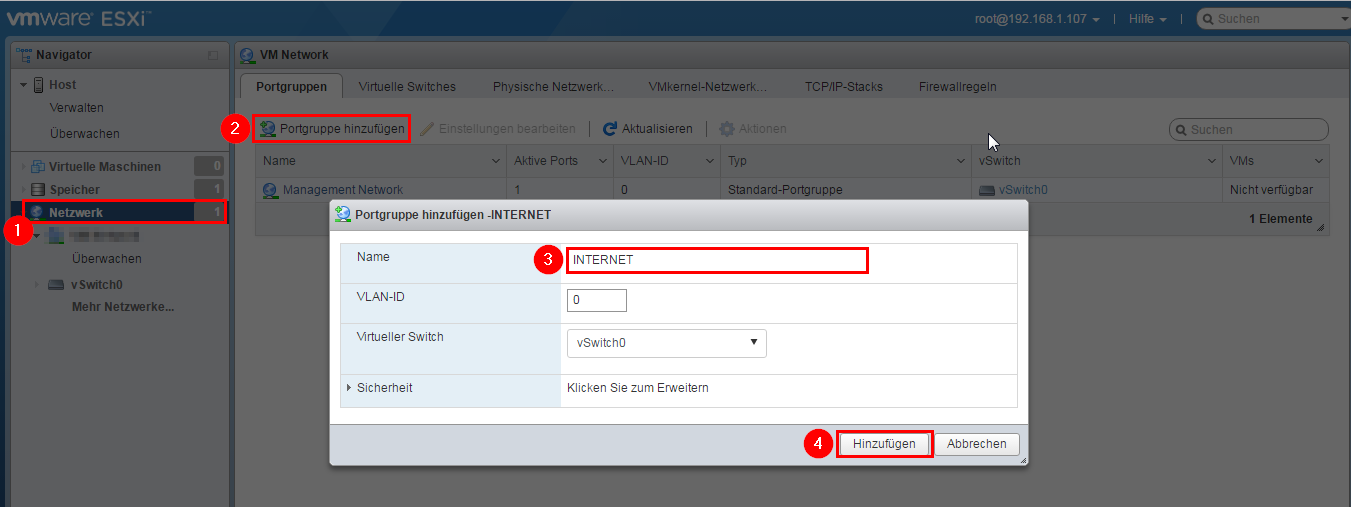 vmware ESXi™
root@192.168.1.107 | Hilfe | Suchen
Navigator
Host
Verwalten
Überwachen
Virtuelle Maschinen 0
Speicher 1
1 Netzwerk 1
Überwachen
vSwitch0
Mehr Netzwerke...
VM Network
Portgruppen Virtuelle Switches Physische Netzwerk... VMkernel-Netzwerk... TCP/IP-Stacks Firewallregeln
2 Portgruppe hinzufügen Einstellungen bearbeiten | Aktualisieren | Aktionen Suchen
Name Aktive Ports VLAN-ID Typ vSwitch VMs
Management Network 1 0 Standard-Portgruppe vSwitch0 Nicht verfügbar
1 Elemente
Portgruppe hinzufügen -INTERNET
Name 3 INTERNET
VLAN-ID 0
Virtueller Switch vSwitch0
Sicherheit Klicken Sie zum Erweitern
4 Hinzufügen Abbrechen